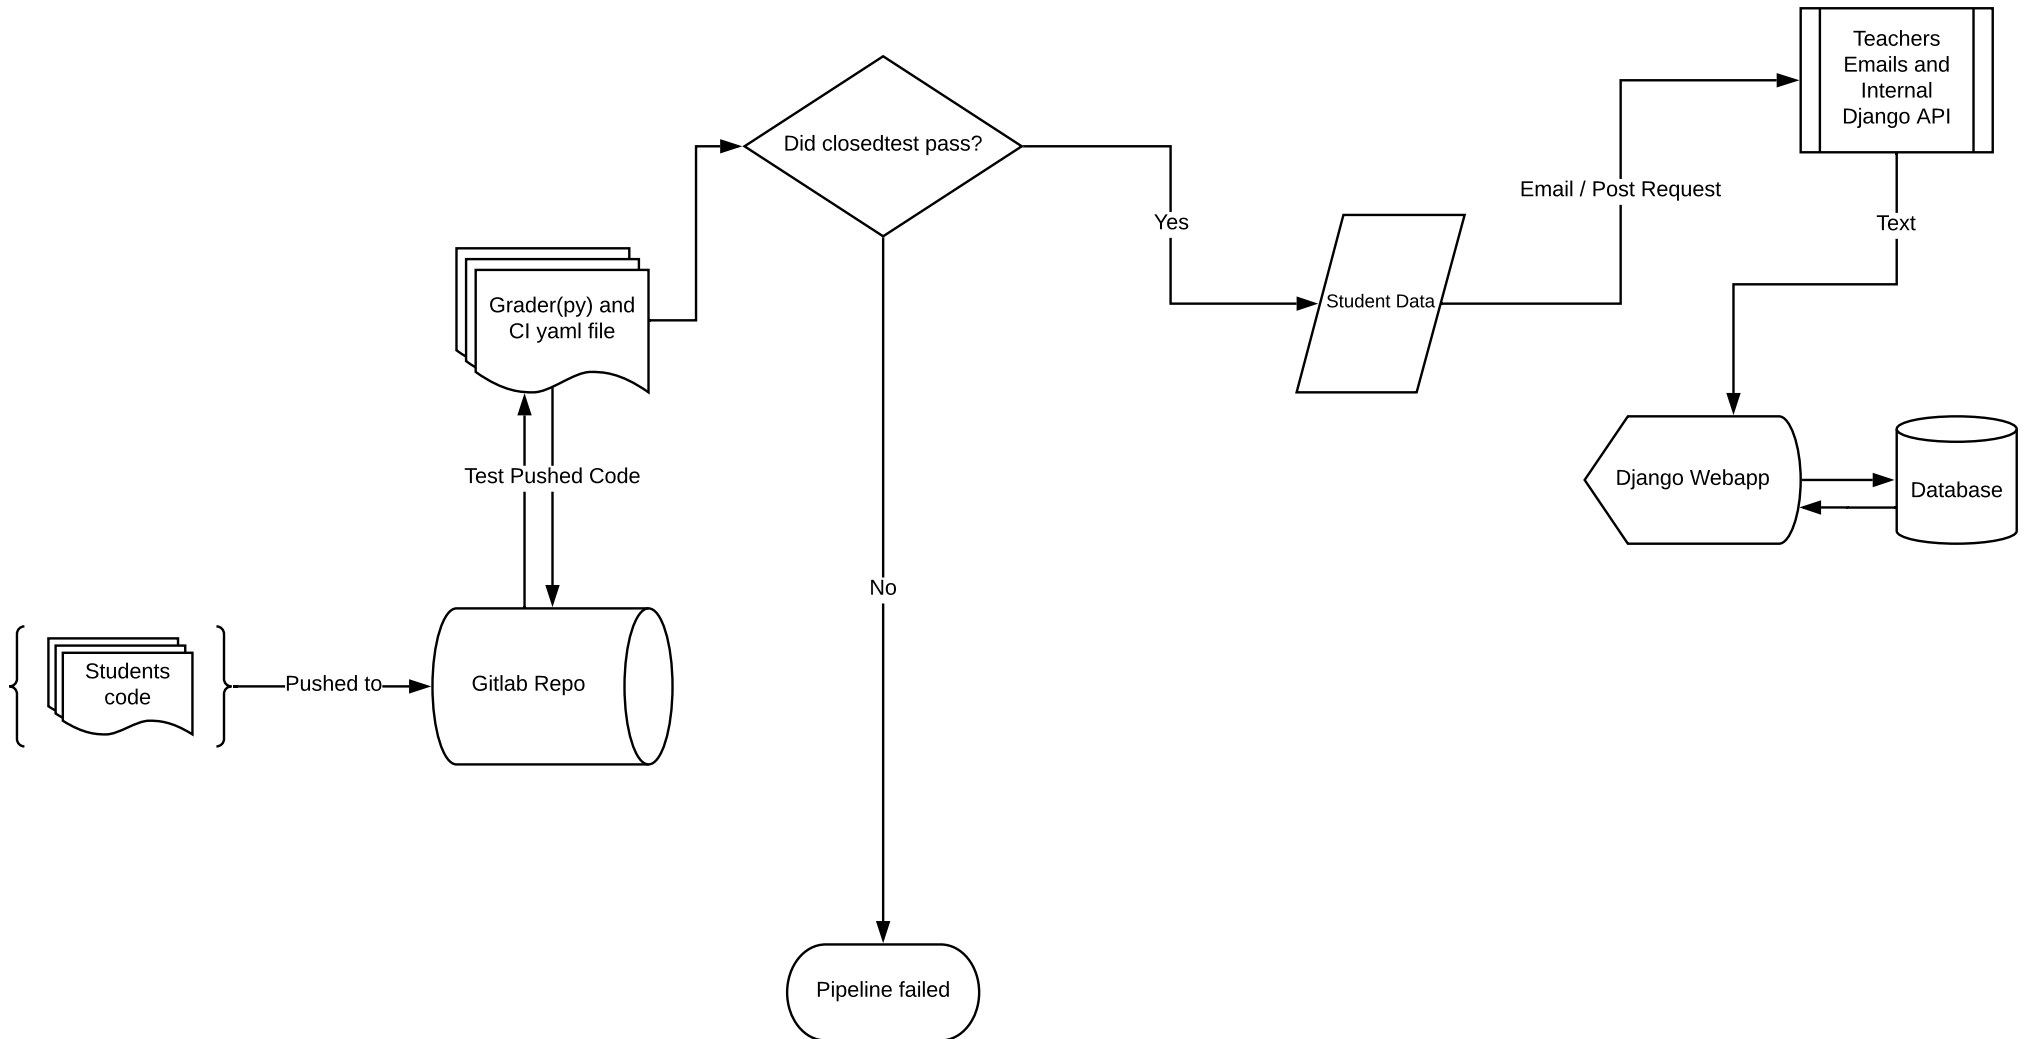 Teachers
Emails and
Internal
Django API
Did closedtest pass?
Email / Post Request
Yes
Text
Grader(py) and
CI yaml file
Student Data
Test Pushed Code
Django Webapp
Database
No
Students
code
Pushed to
Gitlab Repo
Pipeline failed